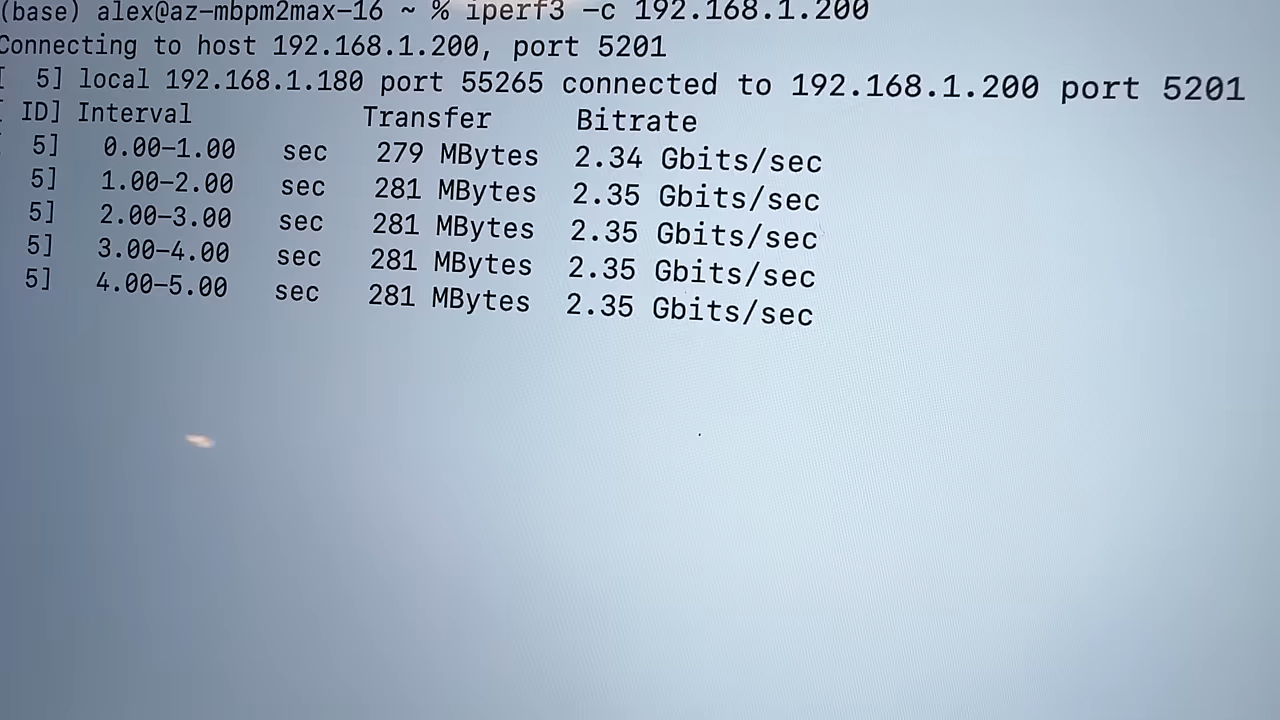 (base) alex@az-mbpm2max-16 ~ % iperf3 -c 192.168.1.200
Connecting to host 192.168.1.200, port 5201
[ 5] local 192.168.1.180 port 55265 connected to 192.168.1.200 port 5201
[ ID] Interval Transfer Bitrate
[ 5] 0.00-1.00 sec 279 MBytes 2.34 Gbits/sec
5] 1.00-2.00 sec 281 MBytes 2.35 Gbits/sec
5] 2.00-3.00 sec 281 MBytes 2.35 Gbits/sec
5] 3.00-4.00 sec 281 MBytes 2.35 Gbits/sec
5] 4.00-5.00 sec 281 MBytes 2.35 Gbits/sec